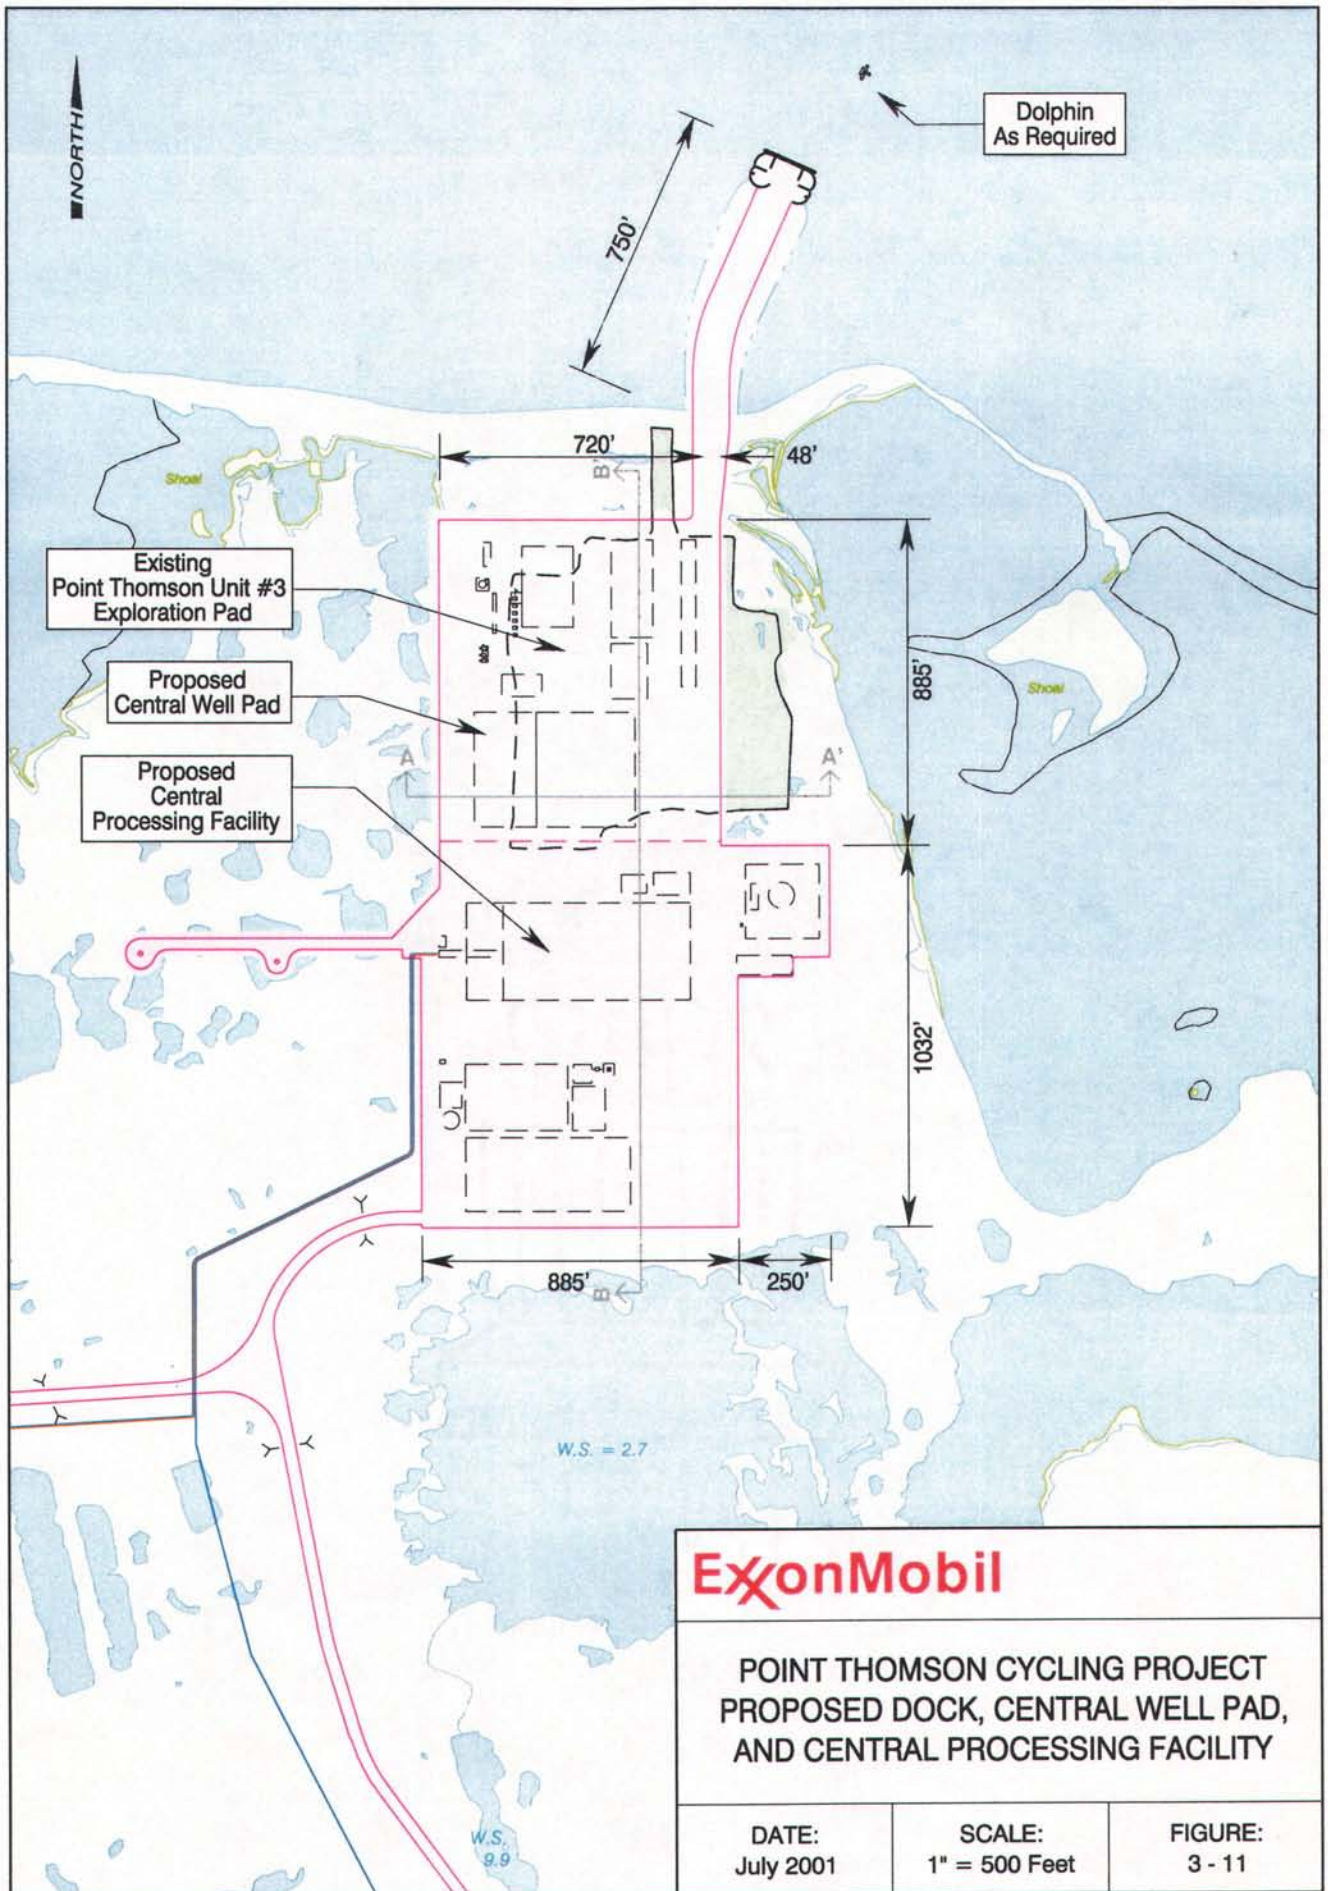 NORTH
Dolphin
As Required
750'
720'
48'
B'
Shoal
Existing
Point Thomson Unit #3
Exploration Pad
885'
Shoal
Proposed
Central Well Pad
A
A'
Proposed
Central
Processing Facility
1032'
885'
250'
B
W.S. = 2.7
ExxonMobil
POINT THOMSON CYCLING PROJECT
PROPOSED DOCK, CENTRAL WELL PAD,
AND CENTRAL PROCESSING FACILITY
W.S.
9.9
DATE:
July 2001
SCALE:
1" = 500 Feet
FIGURE:
3 - 11